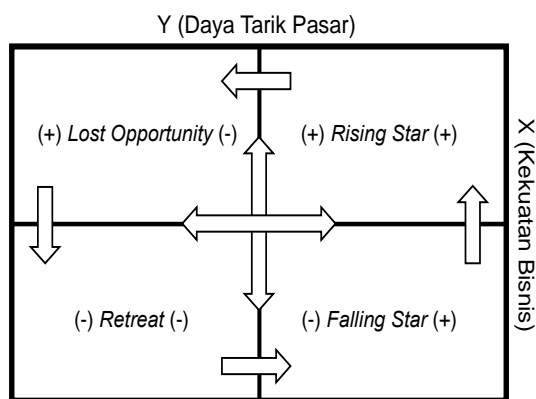 Y (Daya Tarik Pasar)
(+) Lost Opportunity (-)
(+) Rising Star (+)
X (Kekuatan Bisnis)
(-) Retreat (-)
(-) Falling Star (+)